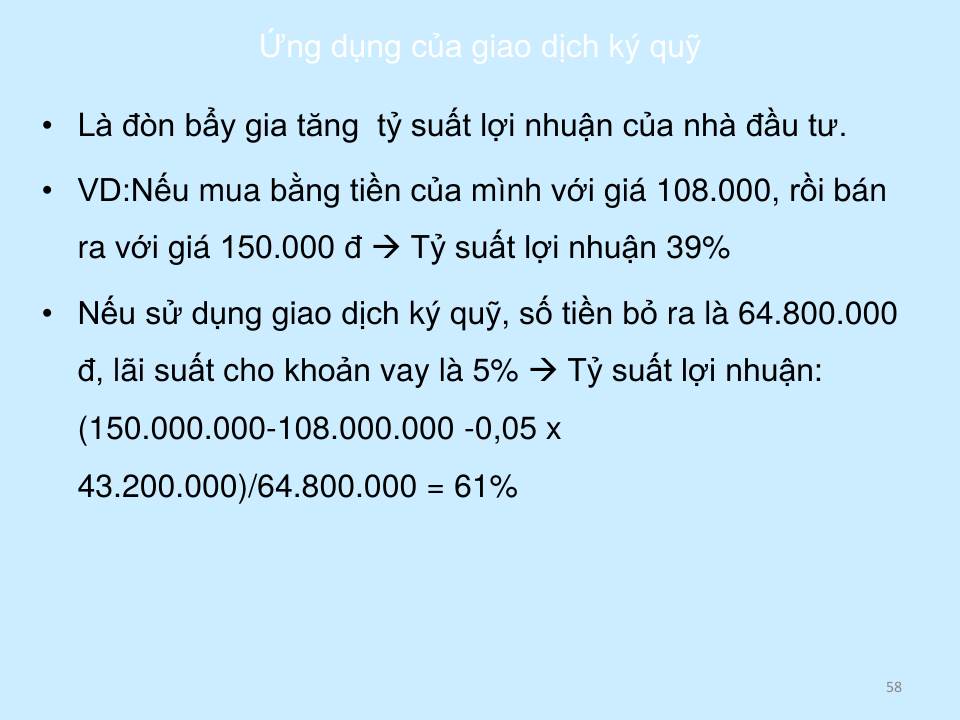 Ứng dụng của giao dịch ký quỹ
• Là đòn bẩy gia tăng  tỷ suất lợi nhuận của nhà đầu tư.
• VD:Nếu mua bằng tiền của mình với giá 108.000, rồi bán
ra với giá 150.000 đ → Tỷ suất lợi nhuận 39%
• Nếu sử dụng giao dịch ký quỹ, số tiền bỏ ra là 64.800.000
đ, lãi suất cho khoản vay là 5% → Tỷ suất lợi nhuận:
(150.000.000-108.000.000 -0,05 x
43.200.000)/64.800.000 = 61%
58